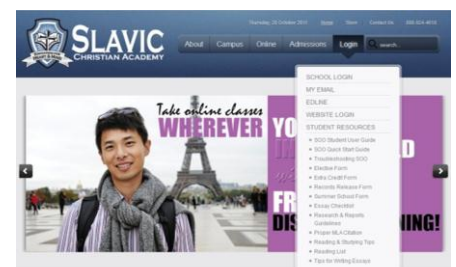 Thursday, 20 October 2011 Home Store Contact Us
SLAVIC
CHRISTIAN ACADEMY
About Campus Online Admissions Login search...
SCHOOL LOGIN
MY EMAIL
EDLINE
WEBSITE LOGIN
STUDENT RESOURCES
SOO Student User Guide
SOO Quick Start Guide
Troubleshooting SOO
Elective Form
Extra Credit Form
Records Release Form
Summer School Form
Essay Checklist
Research & Reports
Guidelines
Proper MLA Citation
Reading & Studying Tips
Reading List
Tips for Writing Essays
Take online classes
WHEREVER YO
D
FR
DIS NING!